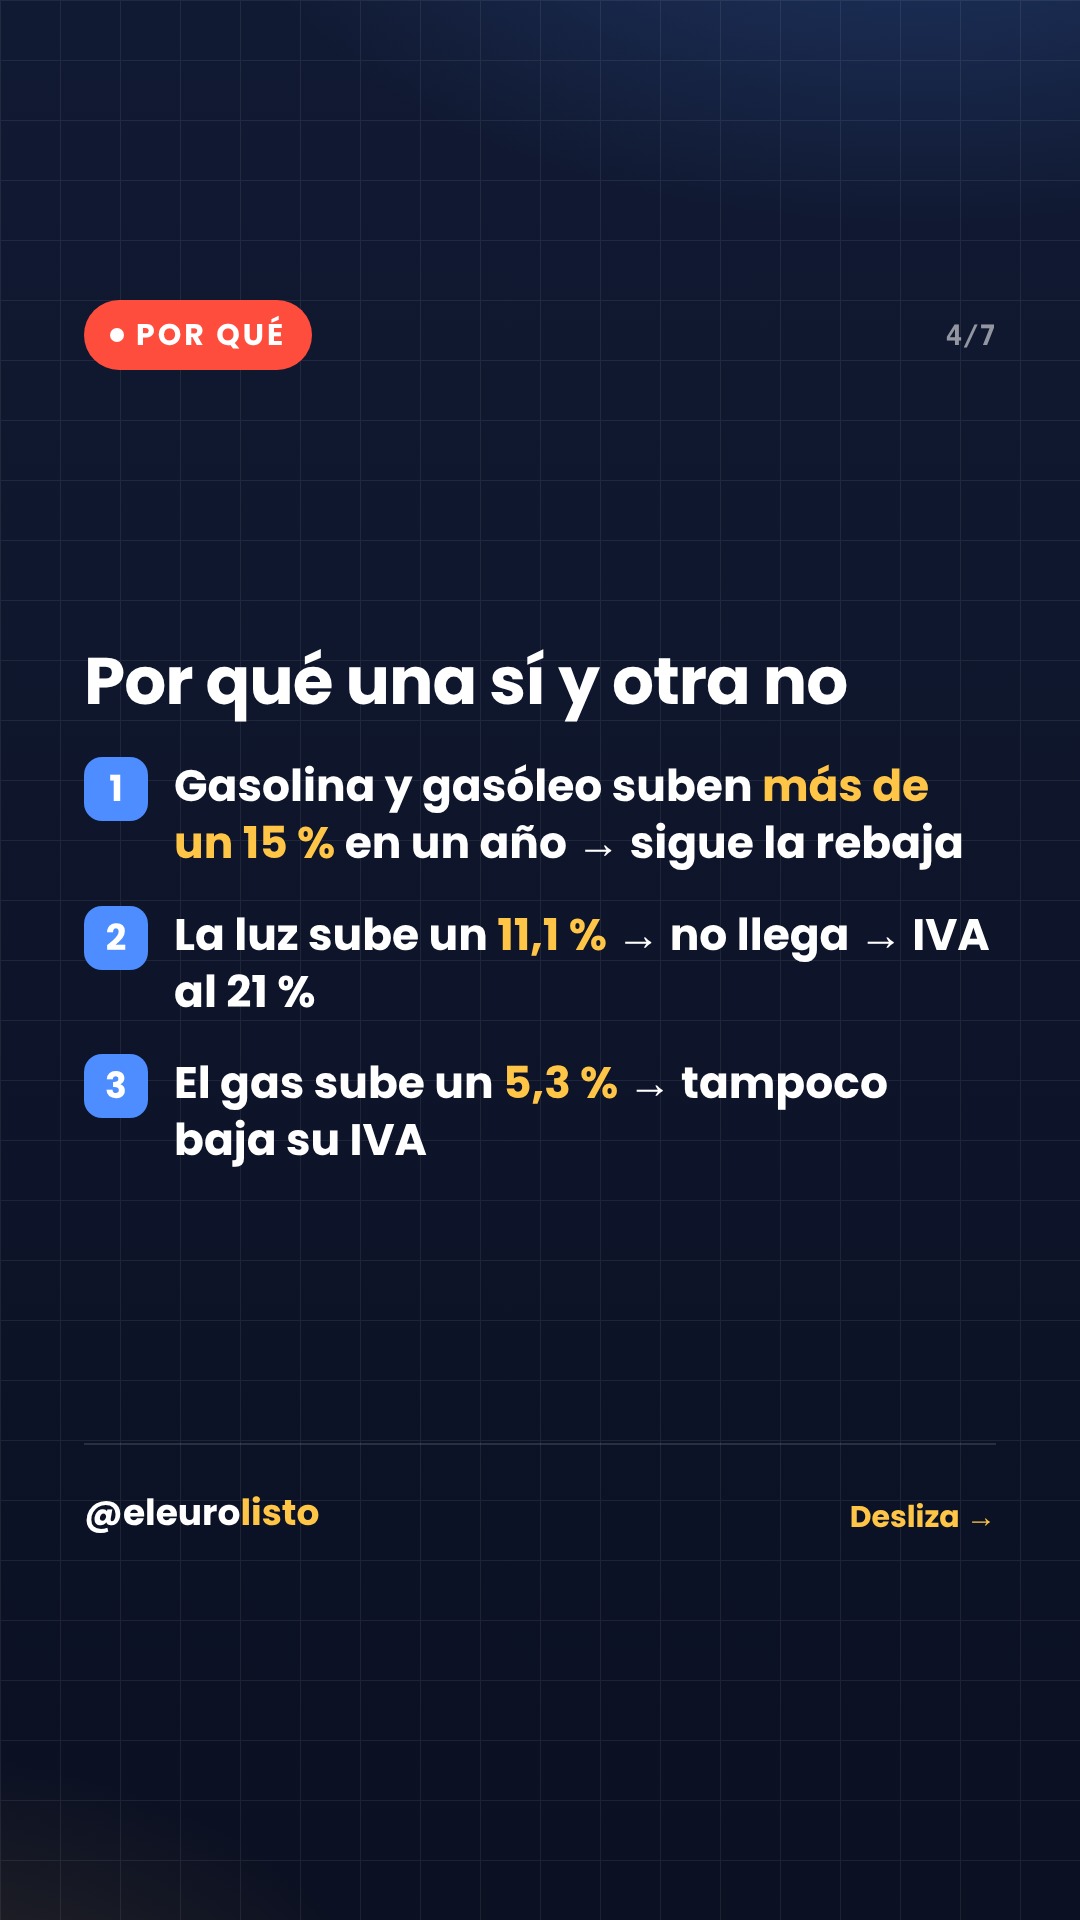 POR QUÉ
4/7
Por qué una sí y otra no
1 Gasolina y gasóleo suben más de
un 15 % en un año → sigue la rebaja
2 La luz sube un 11,1 % → no llega → IVA
al 21 %
3 El gas sube un 5,3 % → tampoco
baja su IVA
@eleurolisto
Desliza →